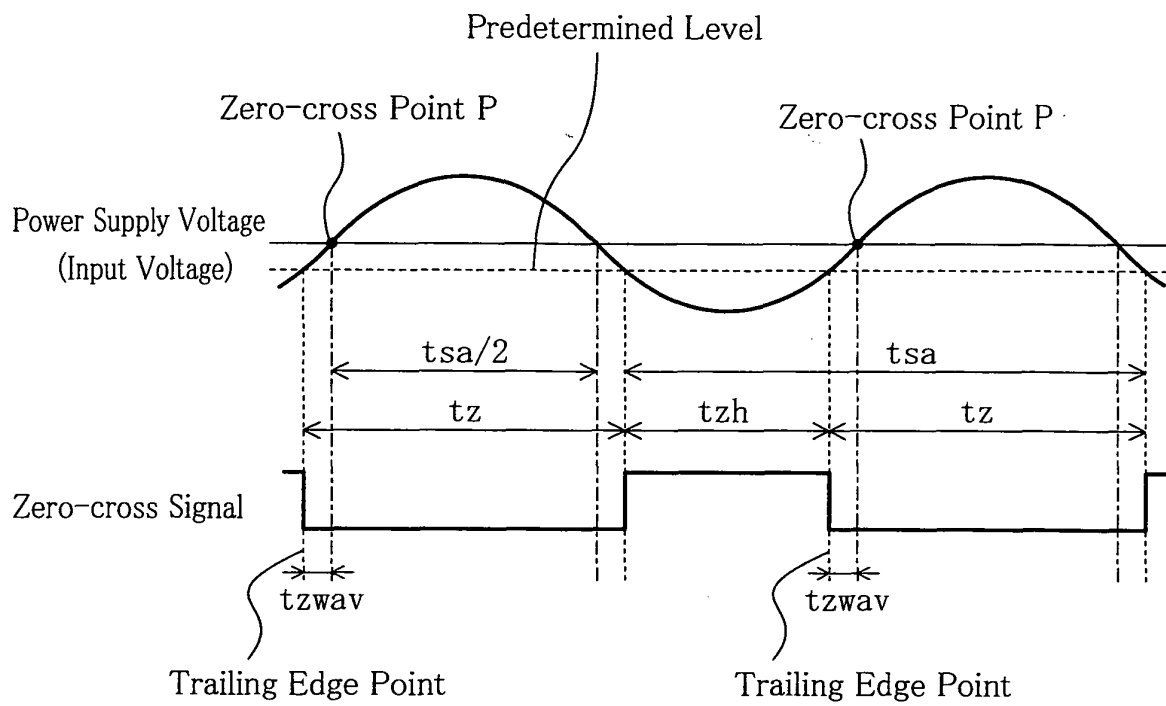 Predetermined Level
Zero-cross Point P
Zero-cross Point P
Power Supply Voltage
(Input Voltage)
tsa/2
tsa
tz
tzh
tz
Zero-cross Signal
tzwav
tzwav
Trailing Edge Point
Trailing Edge Point